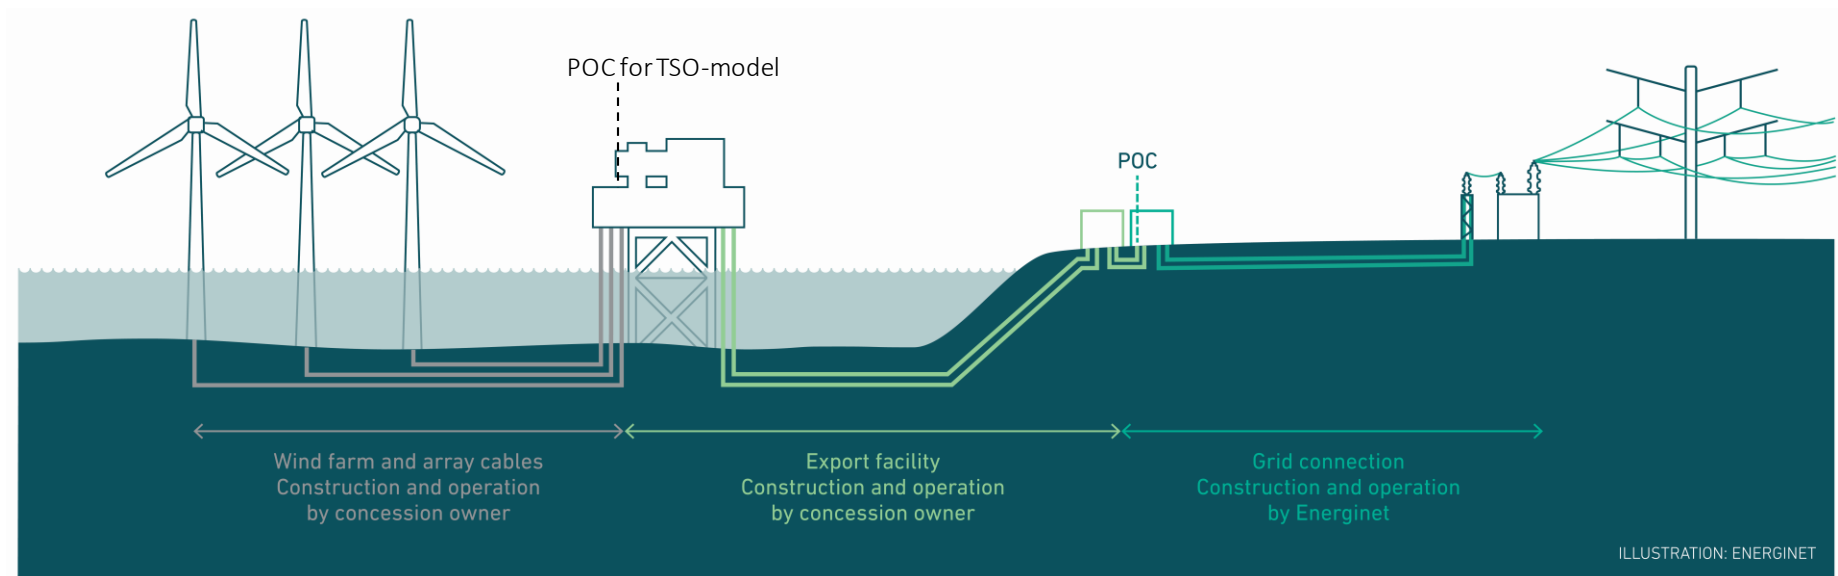 POC for TSO-model
POC
Wind farm and array cables
Construction and operation
by concession owner
Export facility
Construction and operation
by concession owner
Grid connection
Construction and operation
by Energinet
ILLUSTRATION: ENERGINET